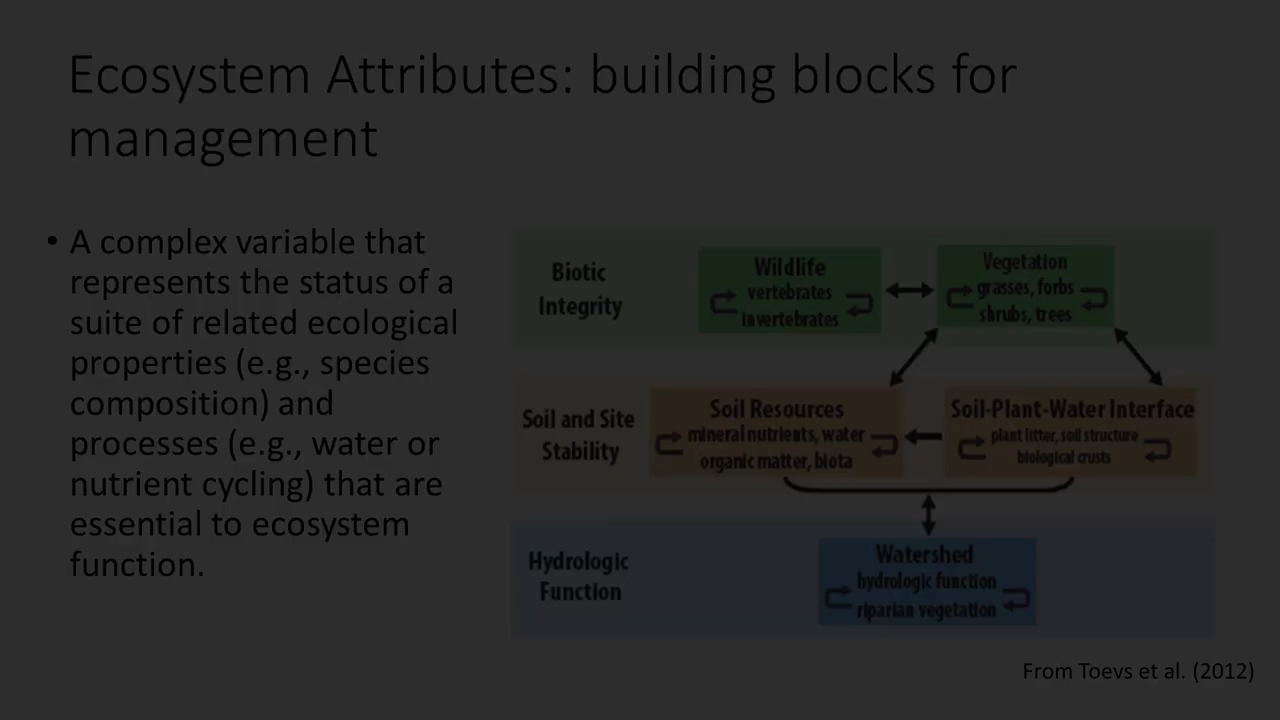 Ecosystem Attributes: building blocks for
management
• A complex variable that
represents the status of a
suite of related ecological
properties (e.g., species
composition) and
processes (e.g., water or
nutrient cycling) that are
essential to ecosystem
function.
Biotic
Integrity
Wildlife
vertebrates
invertebrates
Vegetation
grasses, forbs
shrubs, trees
Soil and Site
Stability
Soil Resources
mineral nutrients, water
organic matter, biota
Soil-Plant-Water Interface
plant litter, soil structure
biological crusts
Hydrologic
Function
Watershed
hydrologic function
riparian vegetation
From Toevs et al. (2012)